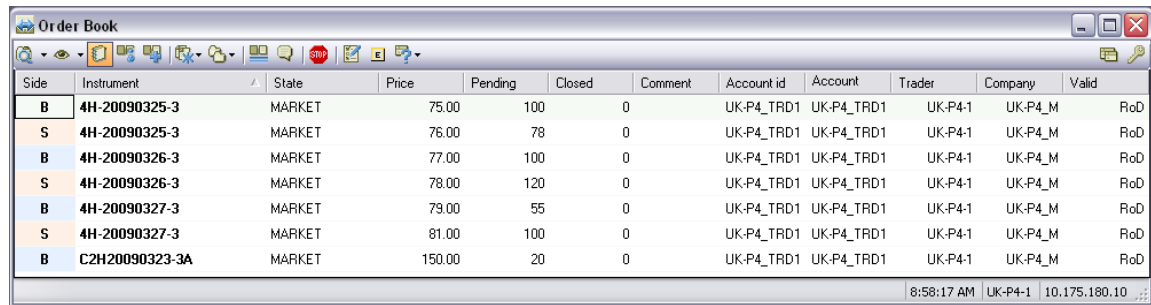 Order Book
STOP E
Side Instrument State Price Pending Closed Comment Account id Account Trader Company Valid
B 4H-20090325-3 MARKET 75.00 100 0 UK-P4_TRD1 UK-P4_TRD1 UK-P4-1 UK-P4_M RoD
S 4H-20090325-3 MARKET 76.00 78 0 UK-P4_TRD1 UK-P4_TRD1 UK-P4-1 UK-P4_M RoD
B 4H-20090326-3 MARKET 77.00 100 0 UK-P4_TRD1 UK-P4_TRD1 UK-P4-1 UK-P4_M RoD
S 4H-20090326-3 MARKET 78.00 120 0 UK-P4_TRD1 UK-P4_TRD1 UK-P4-1 UK-P4_M RoD
B 4H-20090327-3 MARKET 79.00 55 0 UK-P4_TRD1 UK-P4_TRD1 UK-P4-1 UK-P4_M RoD
S 4H-20090327-3 MARKET 81.00 100 0 UK-P4_TRD1 UK-P4_TRD1 UK-P4-1 UK-P4_M RoD
B C2H20090323-3A MARKET 150.00 20 0 UK-P4_TRD1 UK-P4_TRD1 UK-P4-1 UK-P4_M RoD
8:58:17 AM UK-P4-1 10.175.180.10